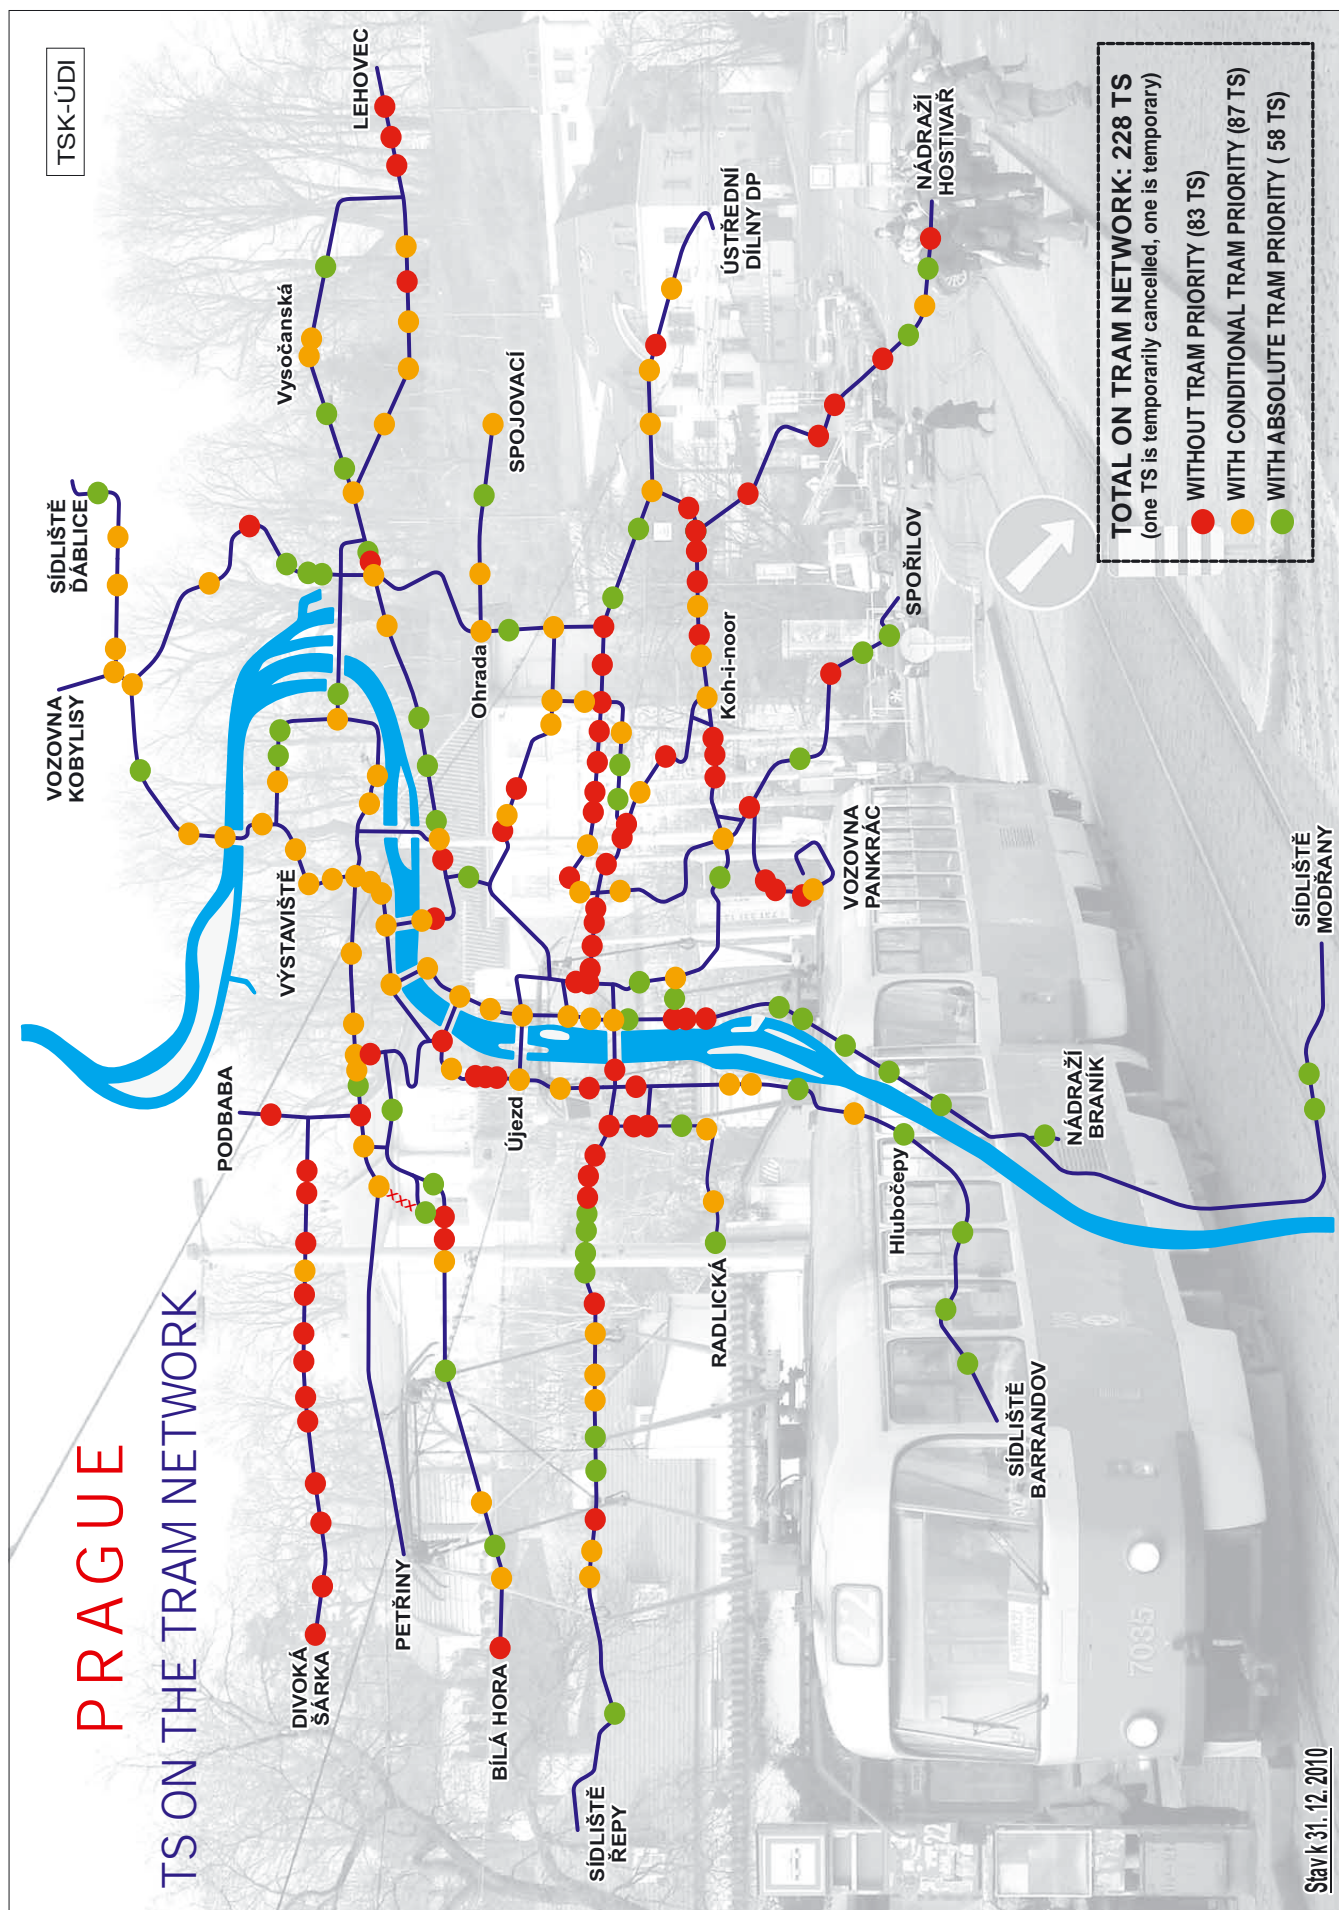 PRAGUE
TS ON THE TRAM NETWORK
TSK-ÚDI
LEHOVEC
Vysočanská
SÍDLIŠTĚ
ĎÁBLICE
VOZOVNA
KOBYLISY
SPOJOVACÍ
ÚSTŘEDNÍ
DÍLNY DP
NÁDRAŽÍ
HOSTIVAŘ
Ohrada
Koh-i-noor
SPOŘILOV
VOZOVNA
PANKRÁC
VÝSTAVIŠTĚ
PODBABA
Újezd
SÍDLIŠTĚ
MODŘANY
NÁDRAŽÍ
BRANÍK
Hlubočepy
RADLICKÁ
SÍDLIŠTĚ
BARRANDOV
DIVOKÁ
ŠÁRKA
PETŘINY
BÍLÁ HORA
SÍDLIŠTĚ
ŘEPY
xxx
22
7035
22
TOTAL ON TRAM NETWORK: 228 TS
(one TS is temporarily cancelled, one is temporary)
WITHOUT TRAM PRIORITY (83 TS)
WITH CONDITIONAL TRAM PRIORITY (87 TS)
WITH ABSOLUTE TRAM PRIORITY ( 58 TS)
Stav k 31. 12. 2010